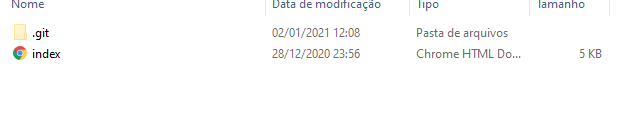 Nome Data de modificação Tipo Tamanho
.git 02/01/2021 12:08 Pasta de arquivos
index 28/12/2020 23:56 Chrome HTML Do... 5 KB